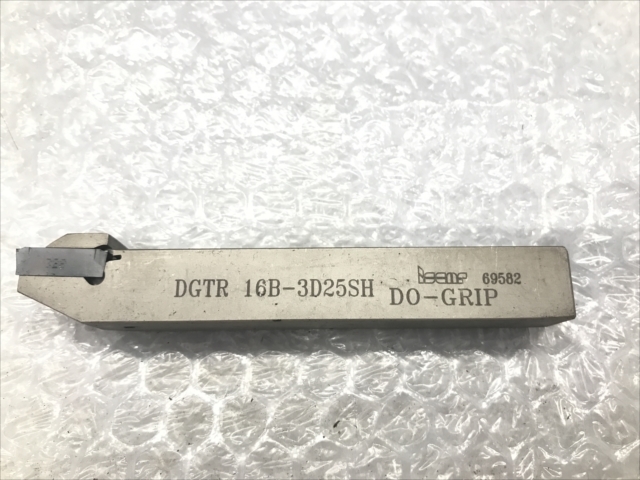 DGTR 16B-3D25SH
iscar 69582
DO-GRIP